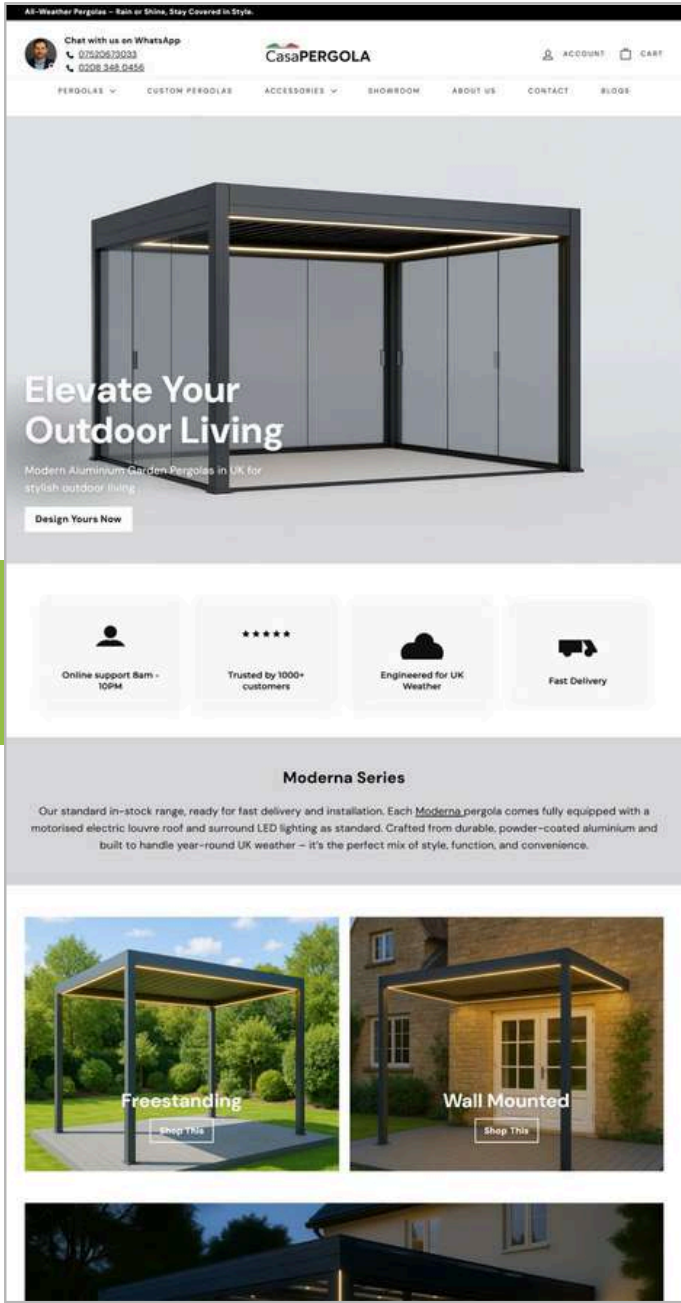 All-Weather Pergolas – Rain or Shine, Stay Covered in Style.
Chat with us on WhatsApp
07520673033
0208 348 0456
CasaPERGOLA
ACCOUNT
CART
PERGOLAS
CUSTOM PERGOLAS
ACCESSORIES
SHOWROOM
ABOUT US
CONTACT
BLOGS
Elevate Your
Outdoor Living
Modern Aluminium Garden Pergolas in UK for
stylish outdoor living
Design Yours Now
Online support 8am -
10PM
Trusted by 1000+
customers
Engineered for UK
Weather
Fast Delivery
Moderna Series
Our standard in-stock range, ready for fast delivery and installation. Each Moderna pergola comes fully equipped with a
motorised electric louvre roof and surround LED lighting as standard. Crafted from durable, powder-coated aluminium and
built to handle year-round UK weather – it's the perfect mix of style, function, and convenience.
Freestanding
Shop This
Wall Mounted
Shop This